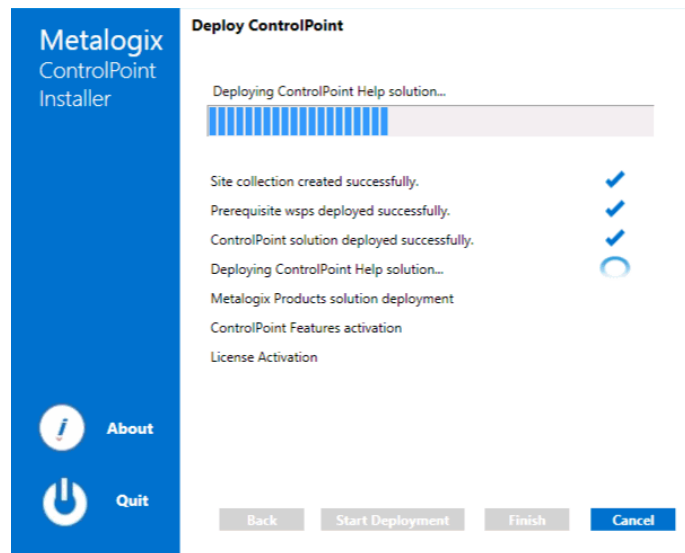 Metalogix
ControlPoint
Installer
About
Quit
Deploy ControlPoint
Deploying ControlPoint Help solution...
Site collection created successfully.
Prerequisite wsps deployed successfully.
ControlPoint solution deployed successfully.
Deploying ControlPoint Help solution...
Metalogix Products solution deployment
ControlPoint Features activation
License Activation
Back Start Deployment Finish Cancel